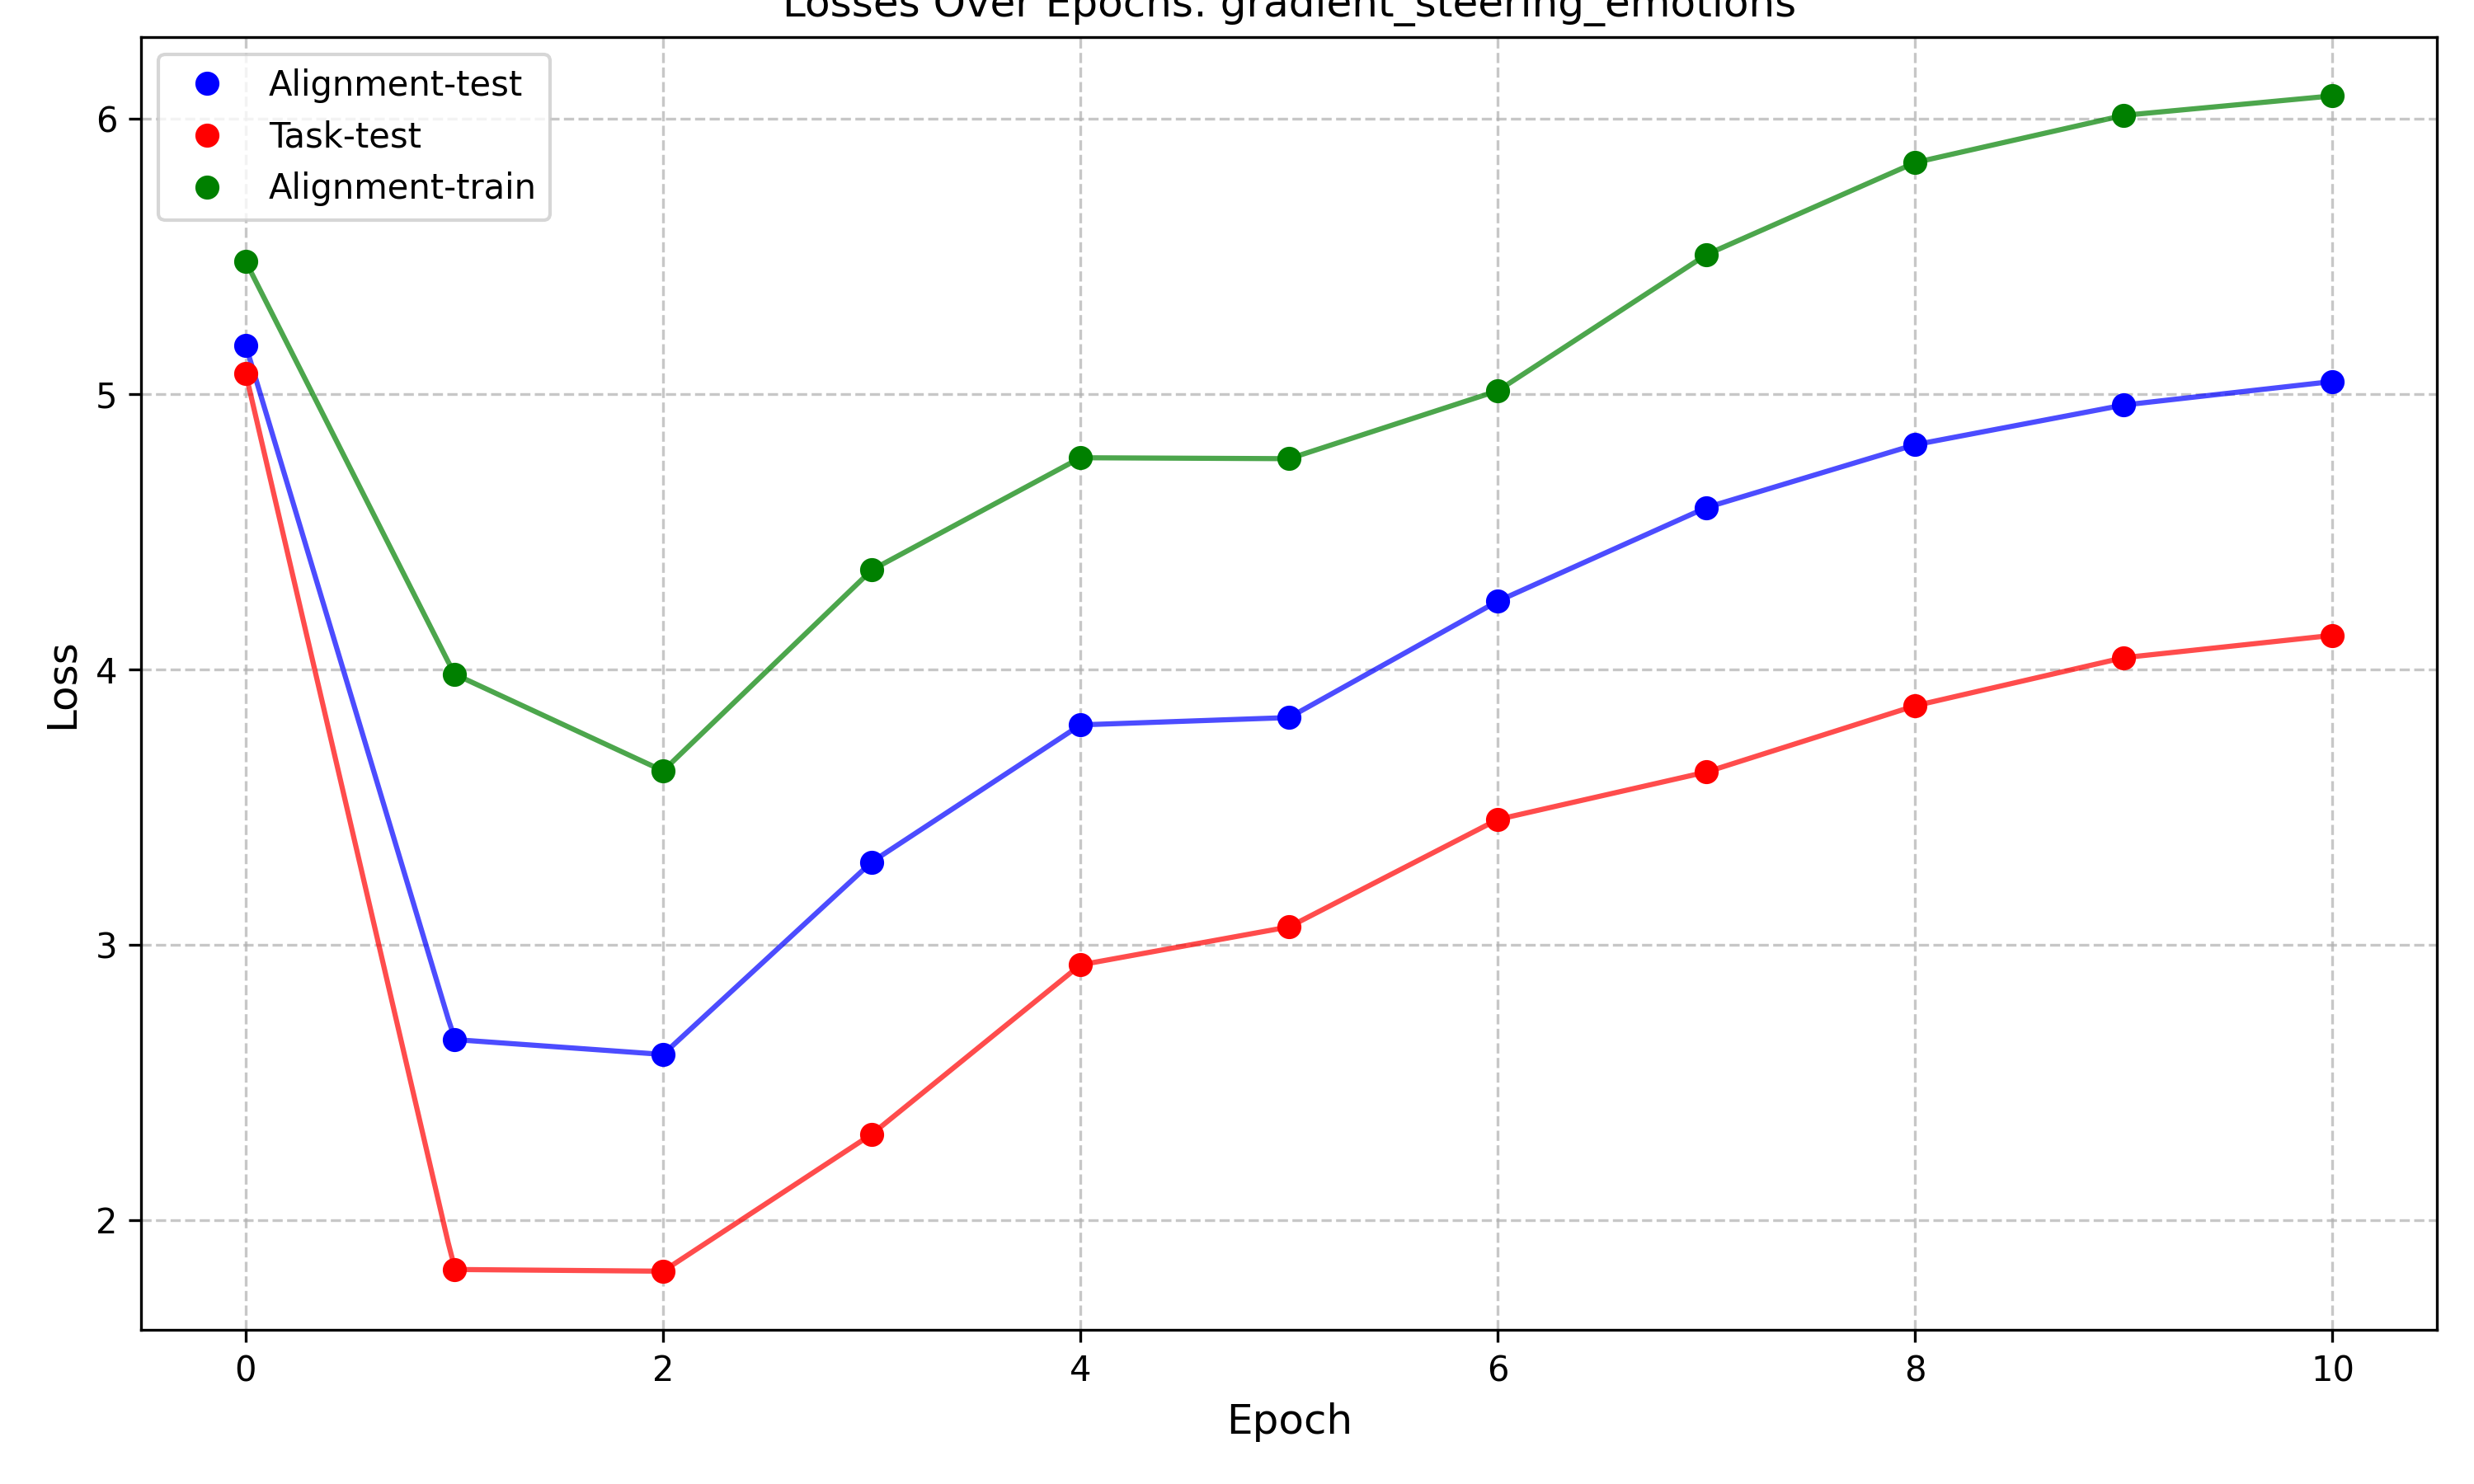 Losses Over Epochs: gradient_steering_emotions
Alignment-test
Task-test
Alignment-train
6
5
4
3
2
Loss
0 2 4 6 8 10
Epoch